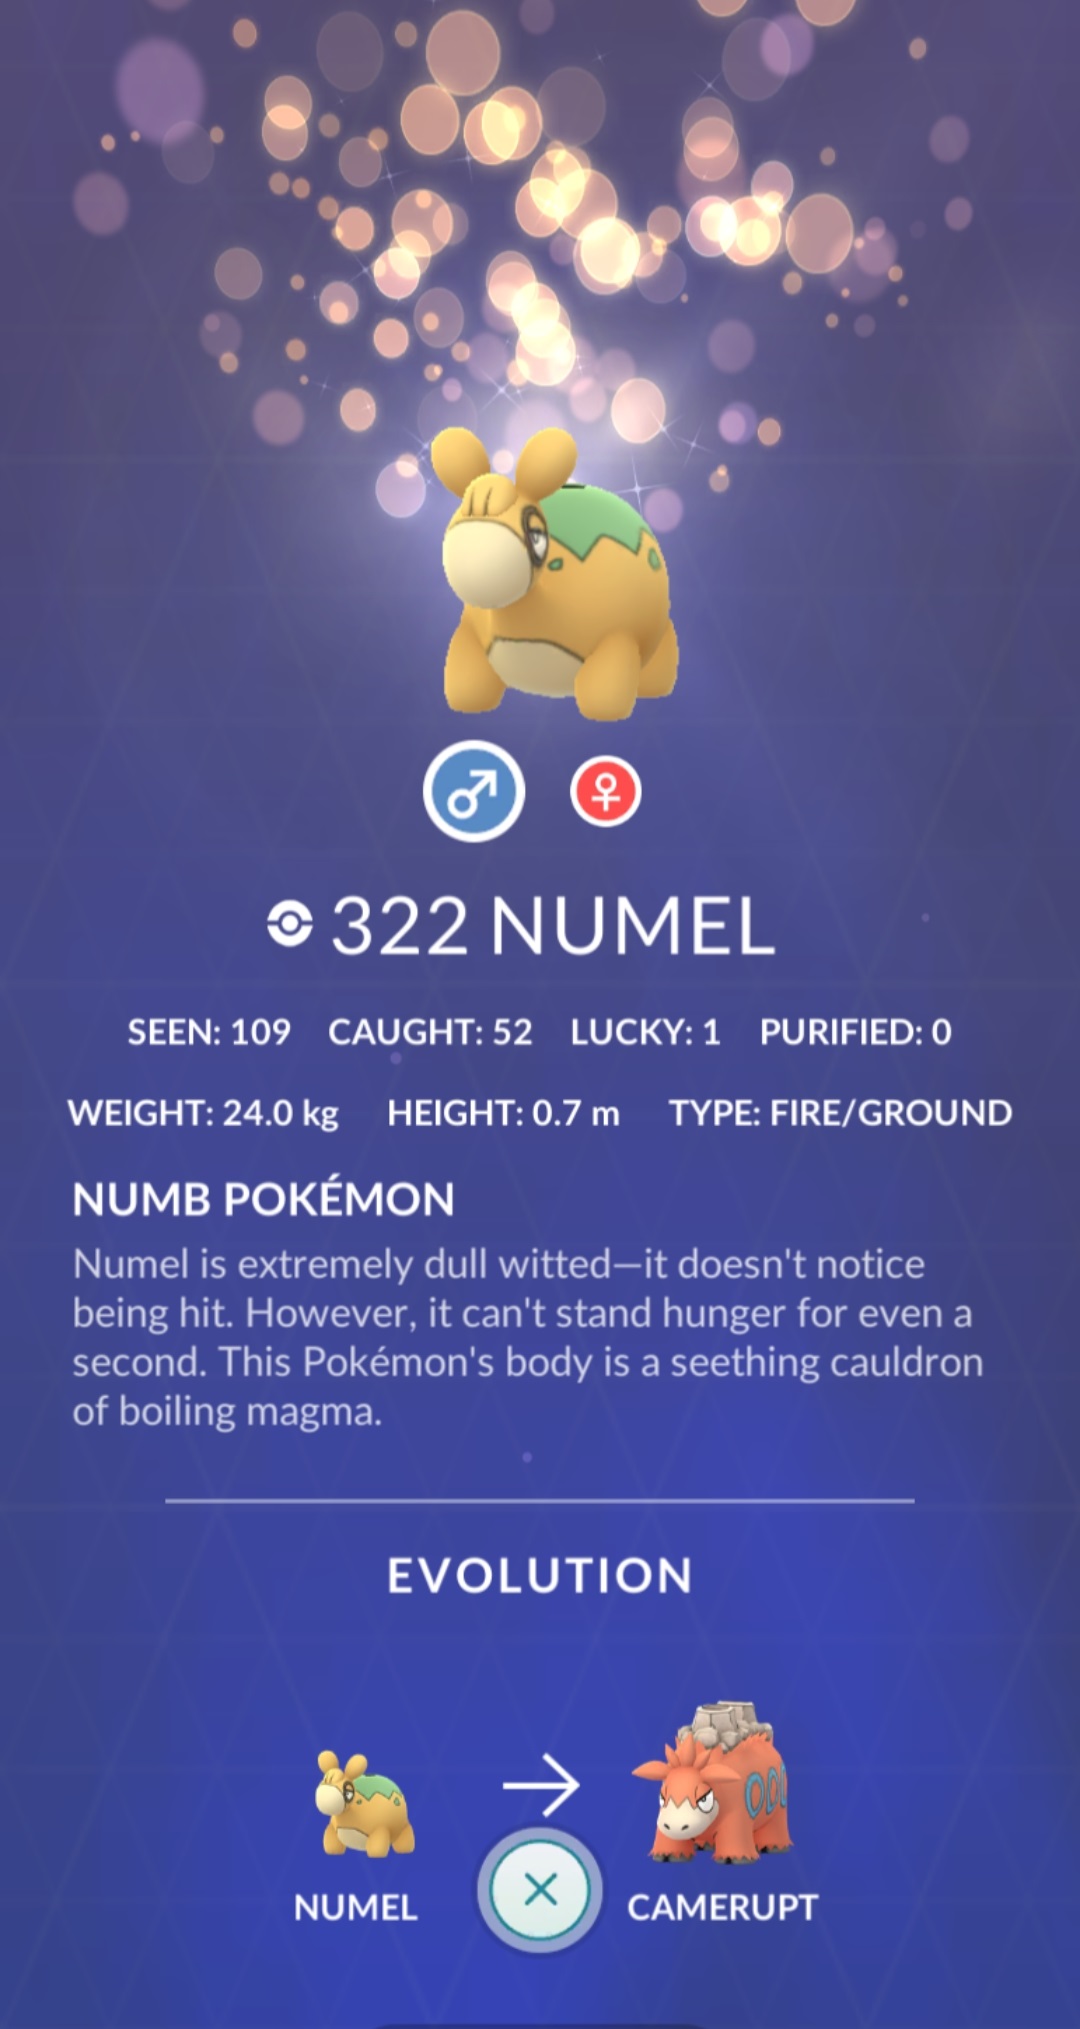 322 NUMEL
SEEN: 109 CAUGHT: 52 LUCKY: 1 PURIFIED: 0
WEIGHT: 24.0 kg HEIGHT: 0.7 m TYPE: FIRE/GROUND
NUMB POKÉMON
Numel is extremely dull witted—it doesn't notice
being hit. However, it can't stand hunger for even a
second. This Pokémon's body is a seething cauldron
of boiling magma.
EVOLUTION
NUMEL CAMERUPT